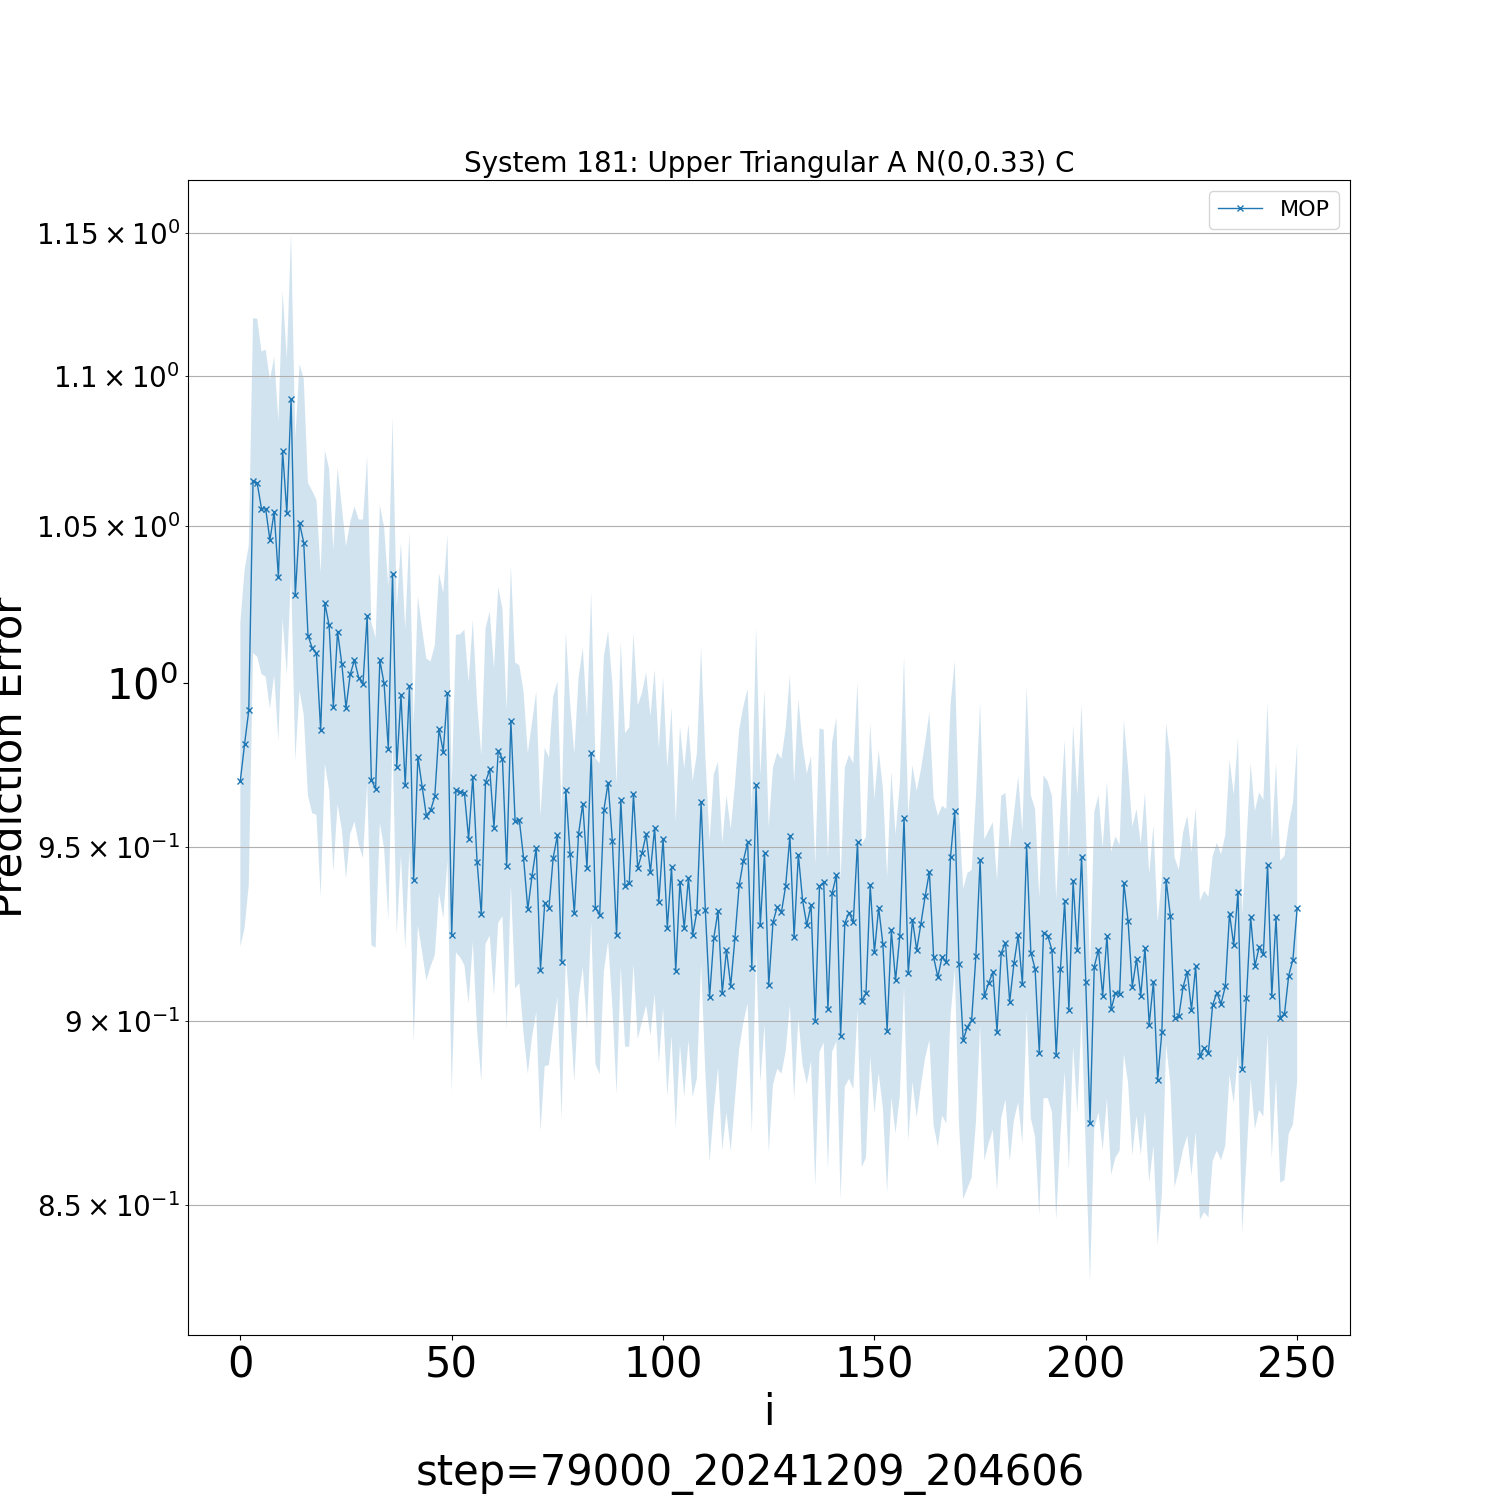 System 181: Upper Triangular A N(0,0.33) C
MOP
Prediction Error
1.15 × 10⁰
1.1 × 10⁰
1.05 × 10⁰
10⁰
9.5 × 10⁻¹
9 × 10⁻¹
8.5 × 10⁻¹
0 50 100 150 200 250
i
step=79000_20241209_204606